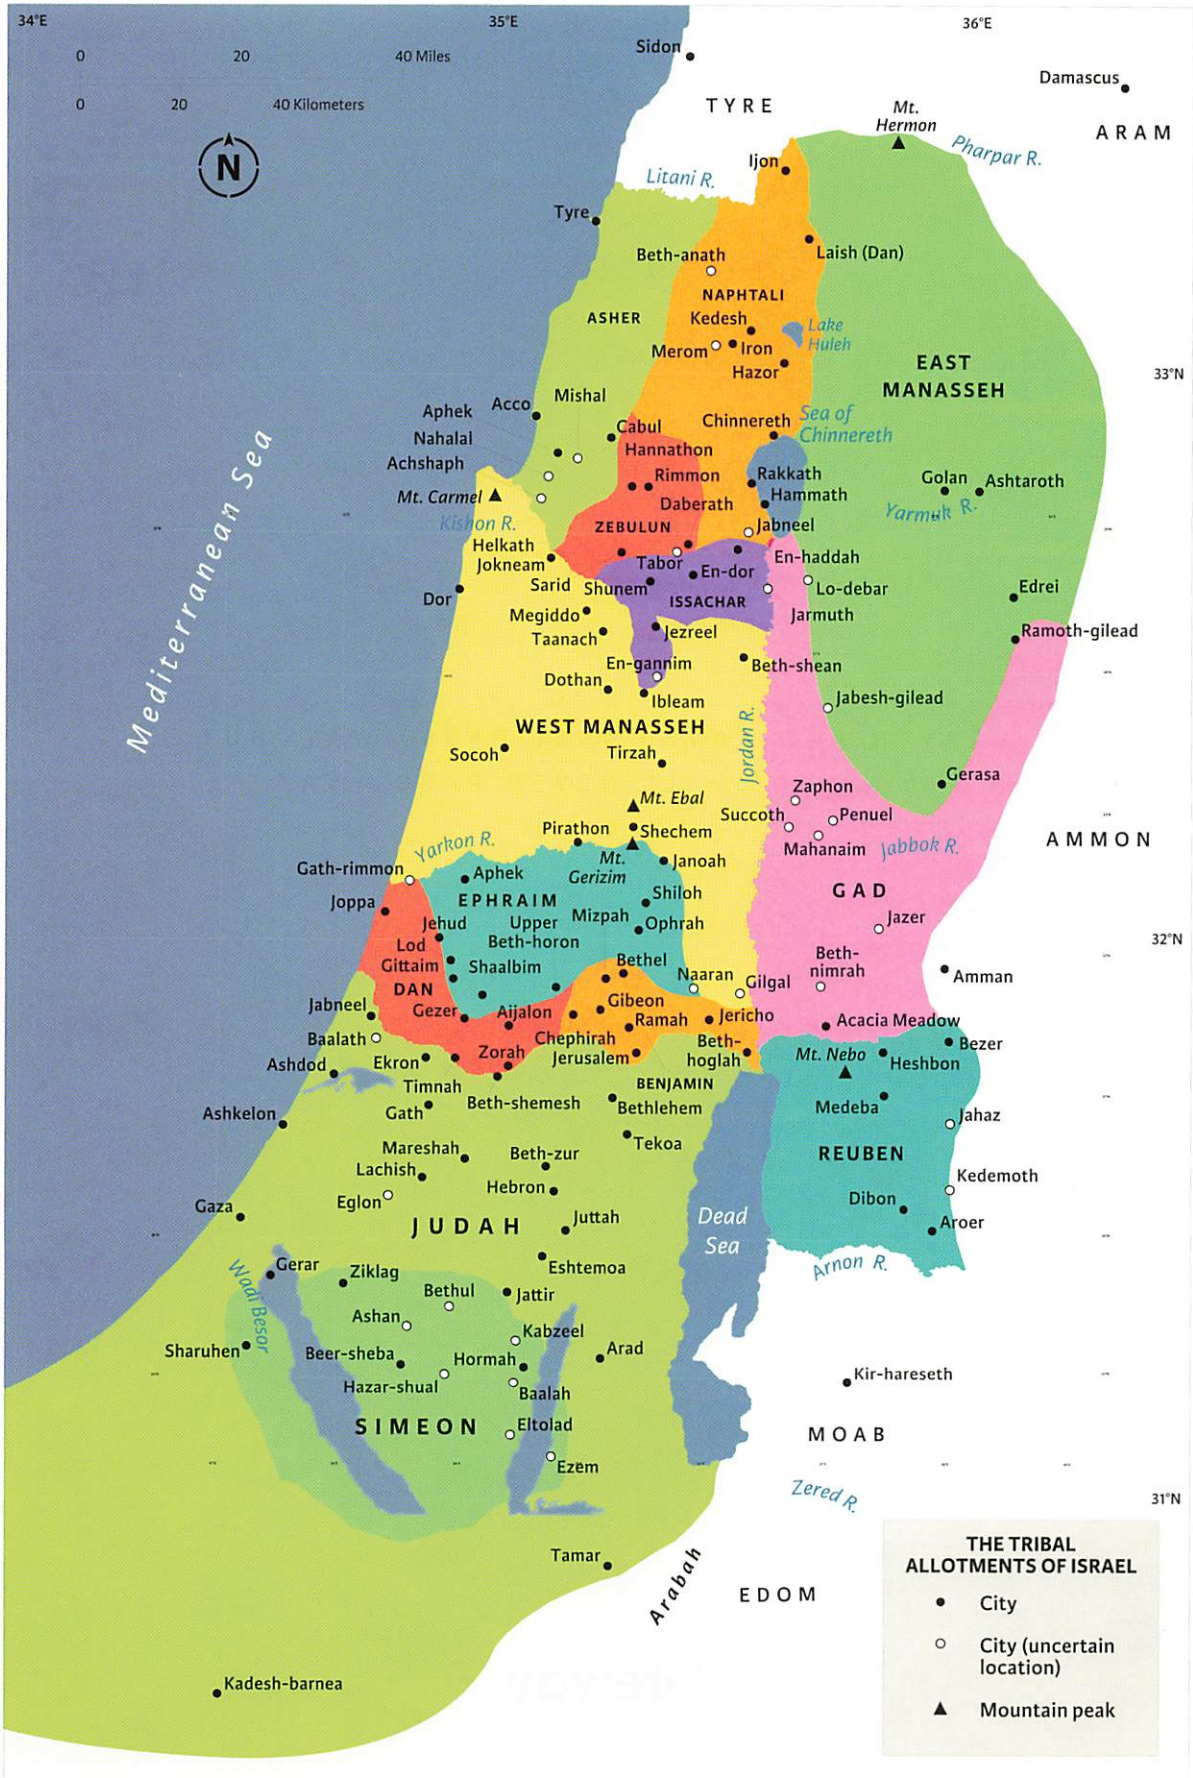 34°E
35°E
36°E
0 20 40 Miles
0 20 40 Kilometers
N
Sidon
Damascus
TYRE
Mt.
Hermon
ARAM
Pharpar R.
Ijon
Litani R.
Tyre
Laish (Dan)
Beth-anath
NAPHTALI
ASHER
Kedesh
Lake
Huleh
Merom
Iron
Hazor
EAST
MANASSEH
33°N
Mishal
Acco
Aphek
Nahalal
Achshaph
Cabul
Chinnereth
Sea of
Chinnereth
Hannathon
Rimmon
Rakkath
Golan
Ashtaroth
Mt. Carmel
Daberath
Hammath
Yarmuk R.
Kishon R.
ZEBULUN
Jabneel
Helkath
Jokneam
Tabor
En-haddah
Sarid
Shunem
En-dor
Lo-debar
Edrei
Dor
ISSACHAR
Megiddo
Jarmuth
Taanach
Jezreel
Ramoth-gilead
Mediterranean Sea
En-gannim
Beth-shean
Dothan
Ibleam
Jabesh-gilead
WEST MANASSEH
Jordan R.
Socoh
Tirzah
Gerasa
Zaphon
Mt. Ebal
Succoth
Penuel
Pirathon
Shechem
Yarkon R.
Mahanaim
Jabbok R.
AMMON
Mt.
Gerizim
Janoah
Gath-rimmon
Aphek
GAD
Joppa
EPHRAIM
Shiloh
Jehud
Upper
Beth-horon
Mizpah
Ophrah
Jazer
Lod
32°N
Gittaim
Shaalbim
Bethel
Beth-
nimrah
Amman
DAN
Naaran
Gilgal
Jabneel
Gezer
Aijalon
Gibeon
Ramah
Jericho
Acacia Meadow
Baalath
Chephirah
Bezer
Ashdod
Ekron
Zorah
Jerusalem
Beth-
hoglah
Mt. Nebo
Heshbon
Timnah
BENJAMIN
Gath
Beth-shemesh
Bethlehem
Medeba
Jahaz
Ashkelon
Tekoa
Mareshah
Beth-zur
REUBEN
Lachish
Kedemoth
Eglon
Hebron
Dibon
Gaza
JUDAH
Juttah
Dead
Sea
Aroer
Gerar
Ziklag
Eshtemoa
Arnon R.
Wadi Besor
Bethul
Jattir
Ashan
Kabzeel
Sharuhen
Beer-sheba
Hormah
Arad
Hazar-shual
Baalah
Kir-hareseth
SIMEON
Eltolad
MOAB
Ezem
Zered R.
31°N
Tamar
Arabah
EDOM
Kadesh-barnea
THE TRIBAL
ALLOTMENTS OF ISRAEL
City
City (uncertain
location)
Mountain peak